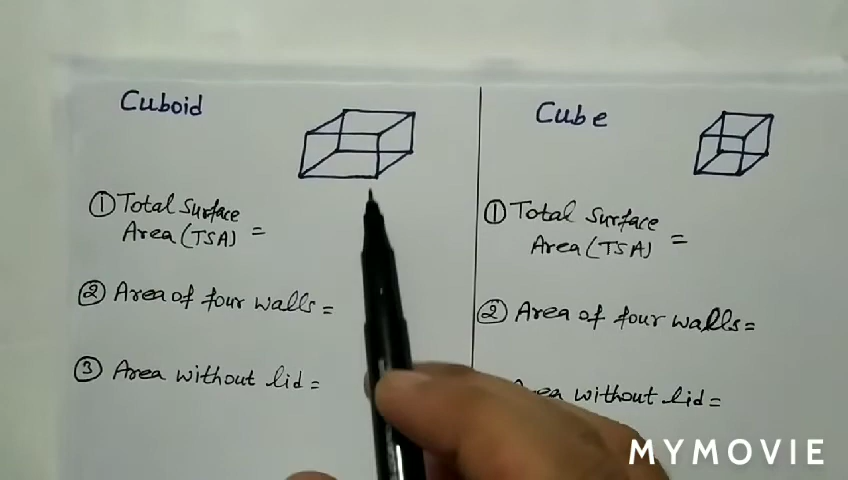 Cuboid
① Total Surface
Area (TSA) =
② Area of four walls =
③ Area without lid =
Cube
① Total Surface
Area (TSA) =
② Area of four walls =
Area without lid =
MYMOVIE